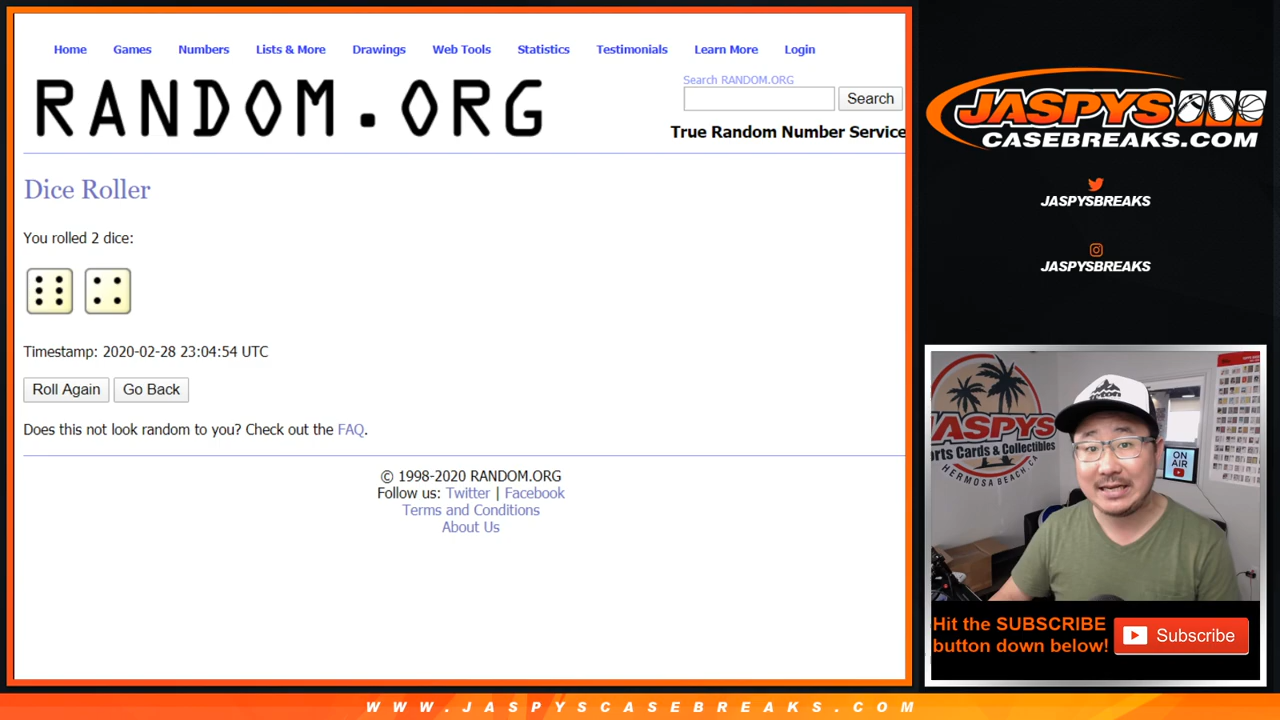 Home Games Numbers Lists & More Drawings Web Tools Statistics Testimonials Learn More Login
RANDOM.ORG
Search RANDOM.ORG
Search
True Random Number Service
Dice Roller
You rolled 2 dice:
Timestamp: 2020-02-28 23:04:54 UTC
Roll Again Go Back
Does this not look random to you? Check out the FAQ.
© 1998-2020 RANDOM.ORG
Follow us: Twitter | Facebook
Terms and Conditions
About Us
JASPYS
CASEBREAKS.COM
JASPYSBREAKS
JASPYSBREAKS
JASPYS
orts Cards & Collectibles
HERMOSA BEACH, CA
ON
AIR
Hit the SUBSCRIBE
button down below!
Subscribe
WWW.JASPYSCASEBREAKS.COM